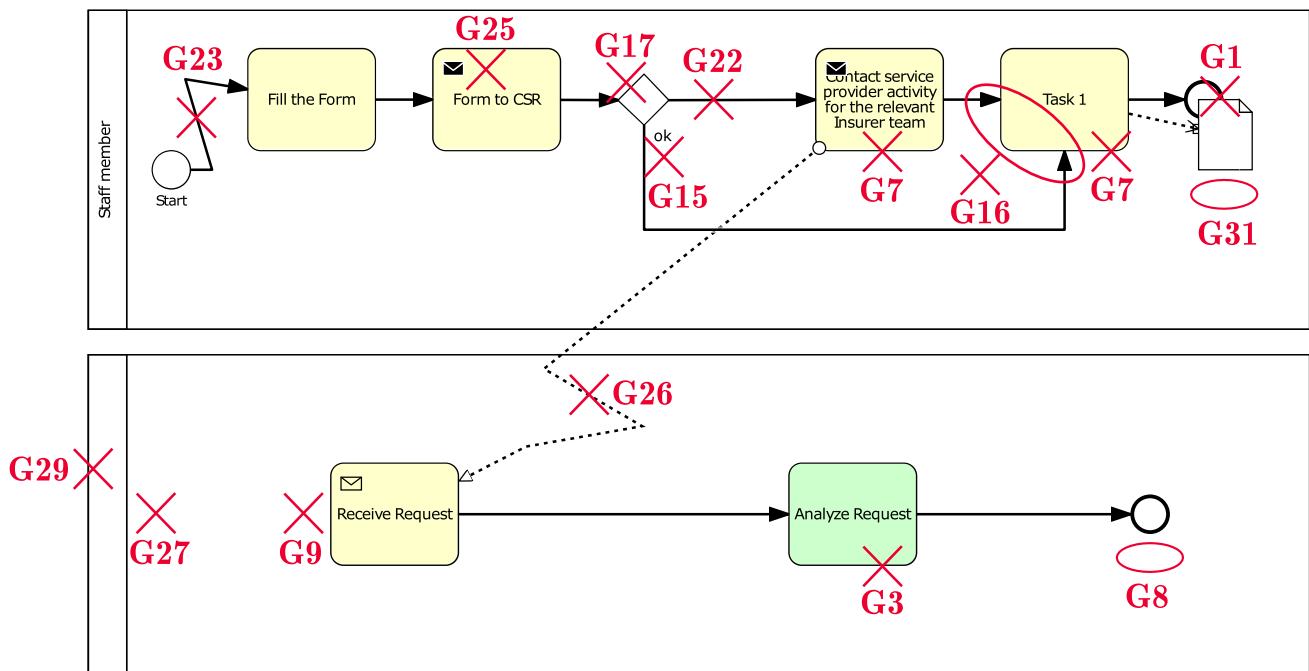 G23
G25
G17
G22
G1
Fill the Form
Form to CSR
Contact service
provider activity
for the relevant
Insurer team
Task 1
ok
Start
G15
G7
G16
G7
G31
Staff member
G26
G29
G27
G9
Receive Request
Analyze Request
G3
G8